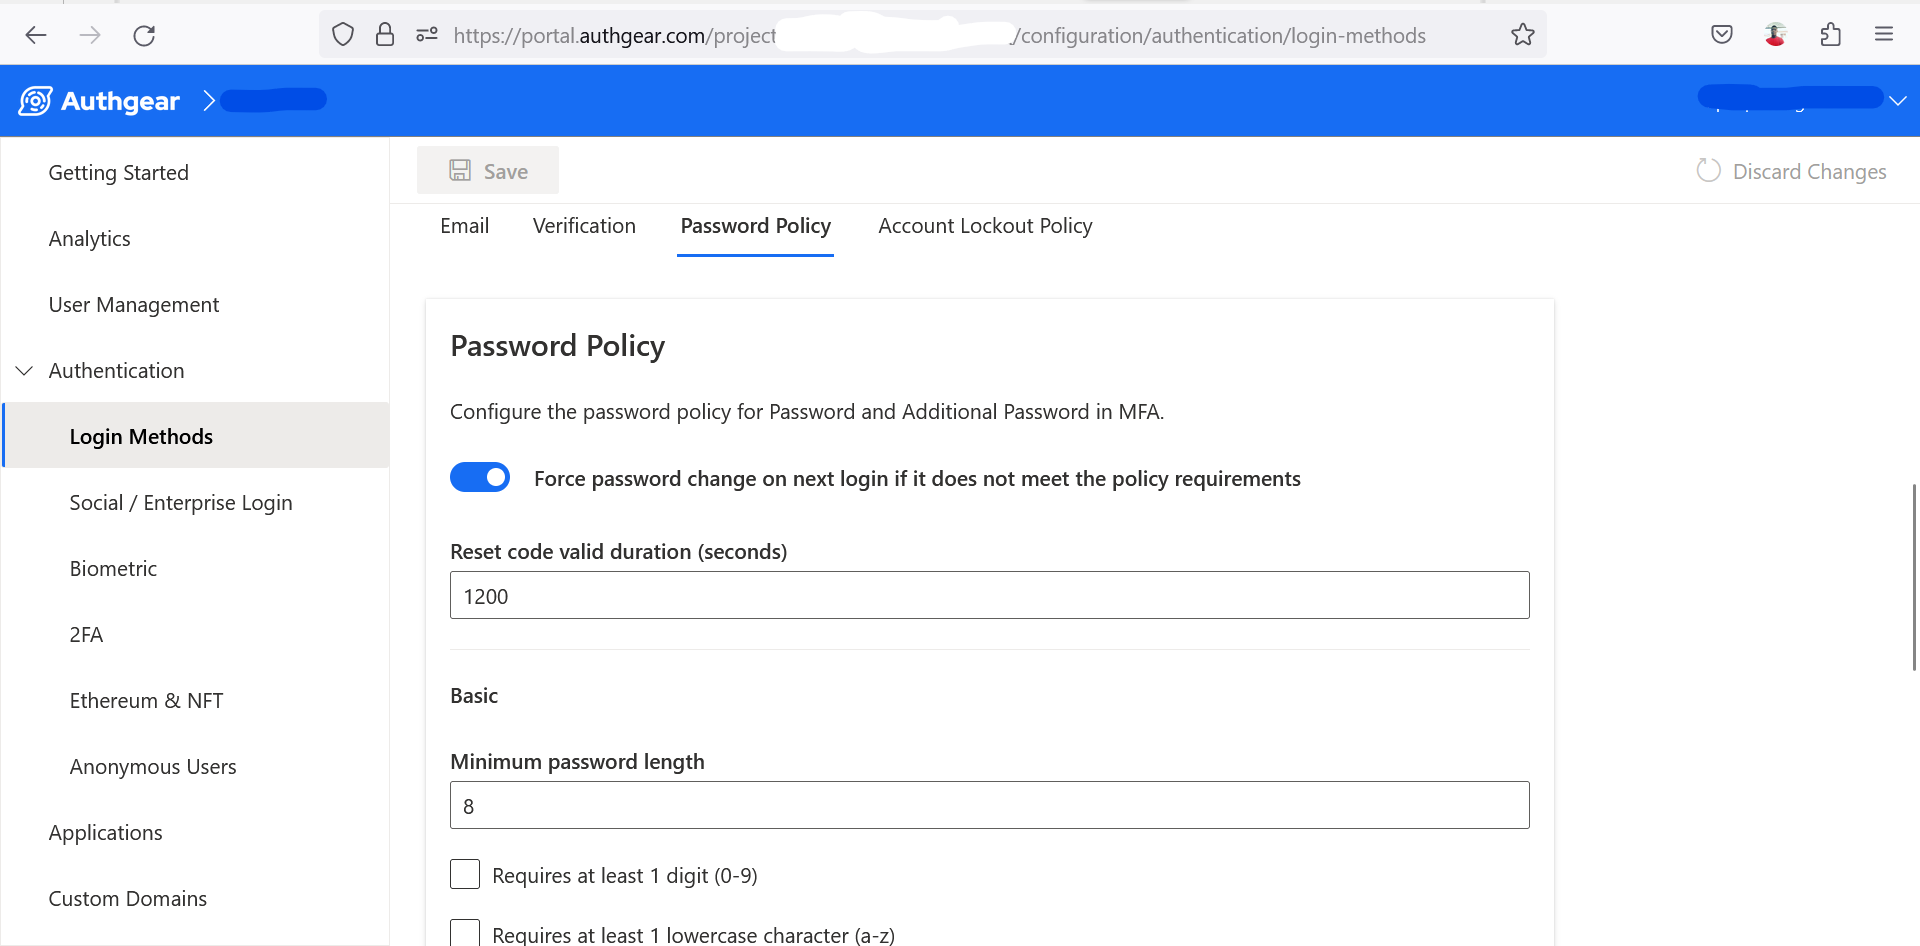 https://portal.authgear.com/project /configuration/authentication/login-methods
Authgear
Getting Started
Analytics
User Management
Authentication
Login Methods
Social / Enterprise Login
Biometric
2FA
Ethereum & NFT
Anonymous Users
Applications
Custom Domains
Save
Discard Changes
Email Verification Password Policy Account Lockout Policy
Password Policy
Configure the password policy for Password and Additional Password in MFA.
Force password change on next login if it does not meet the policy requirements
Reset code valid duration (seconds)
1200
Basic
Minimum password length
8
Requires at least 1 digit (0-9)
Requires at least 1 lowercase character (a-z)